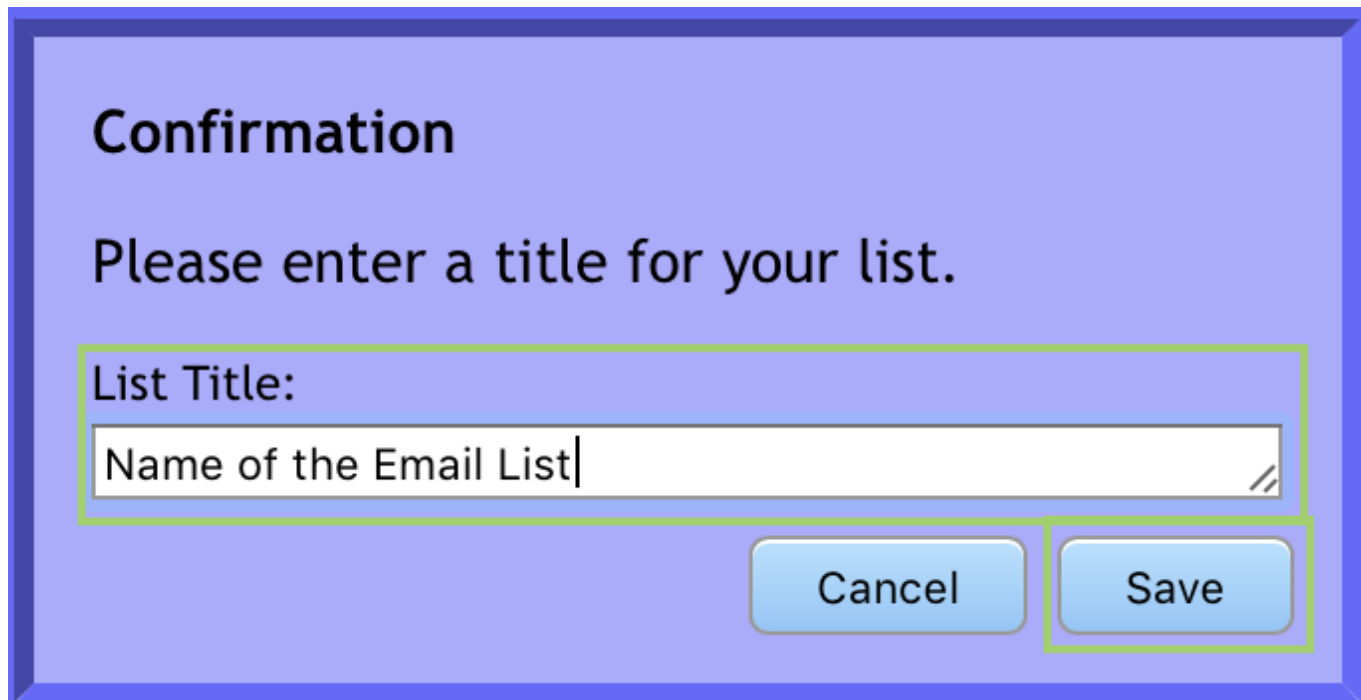 Confirmation
Please enter a title for your list.
List Title:
Name of the Email List
Cancel Save